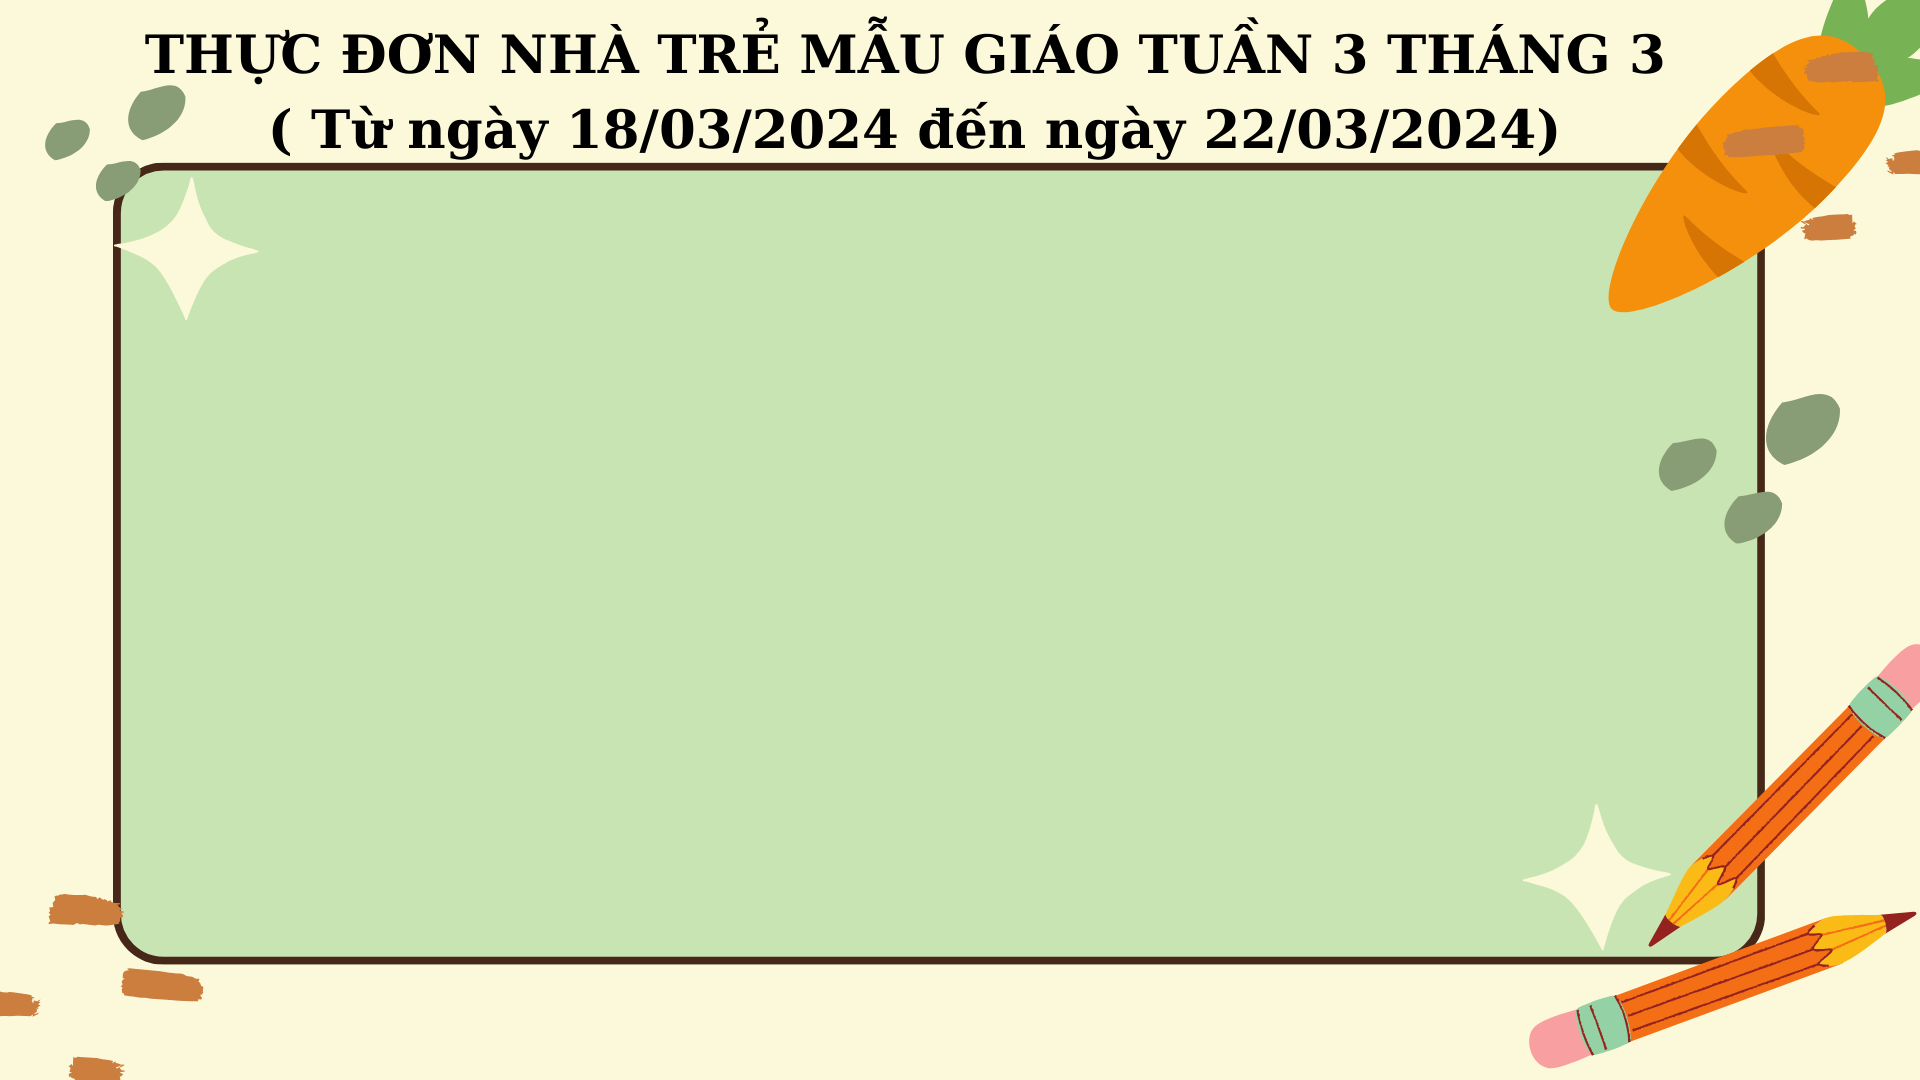 THỰC ĐƠN NHÀ TRẺ MẪU GIÁO TUẦN 3 THÁNG 3
( Từ ngày 18/03/2024 đến ngày 22/03/2024)